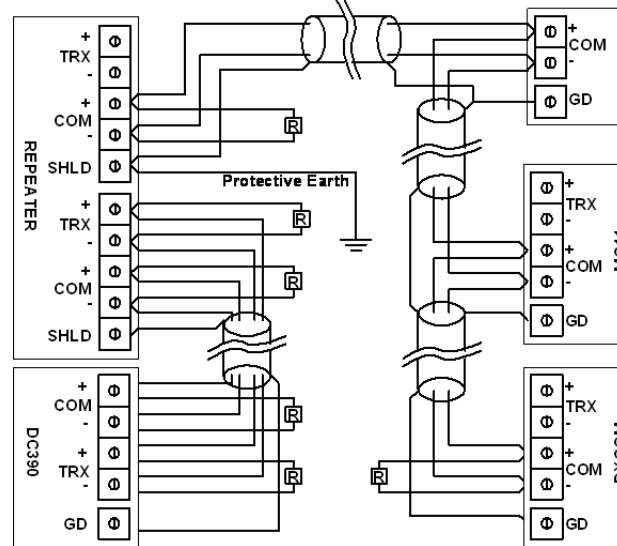 REPEATER
+
TRX
-
+
COM
-
SHLD
+
TRX
-
+
COM
-
SHLD
R
Protective Earth
R
R
DC390
+
COM
-
+
TRX
-
GD
R
R
+
COM
-
GD
+
TRX
-
+
COM
-
GD
R
+
TRX
-
+
COM
-
GD